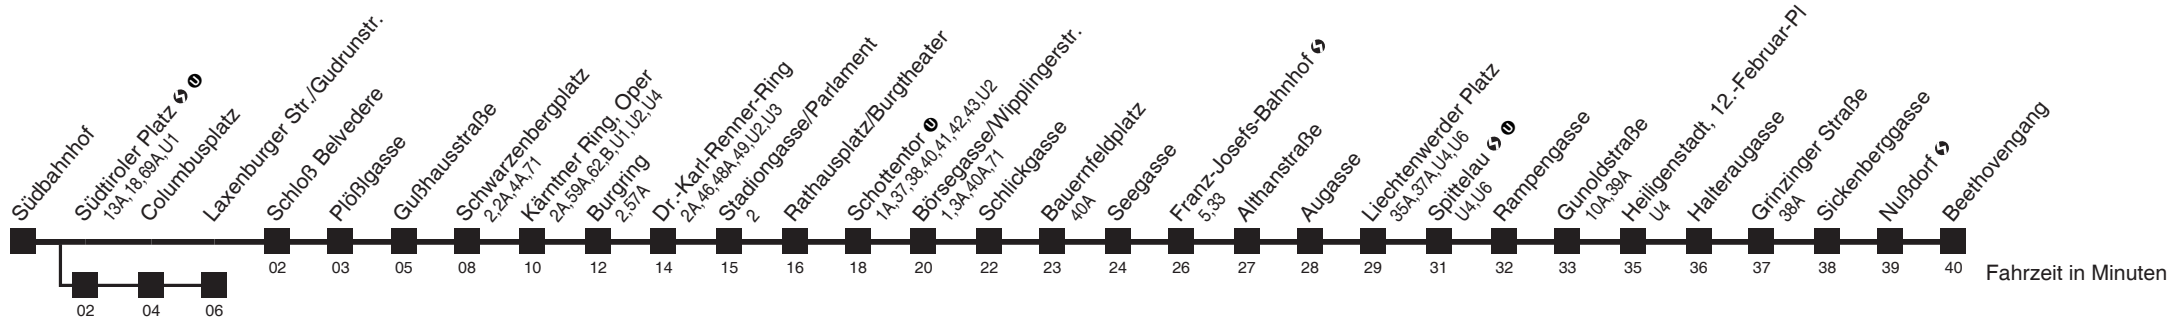 Südbahnhof
Südtiroler Platz
13A,18,69A,U1
Columbusplatz
Laxenburger Str./Gudrunstr.
Schloß Belvedere
Plößlgasse
Gußhausstraße
Schwarzenbergplatz
2,2A,4A,71
Kärntner Ring, Oper
2A,59A,62,B,U1,U2,U4
Burgring
2,57A
Dr.-Karl-Renner-Ring
2A,46,48A,49,U2,U3
Stadiongasse/Parlament
2
Rathausplatz/Burgtheater
Schottentor U
1A,37,38,40,41,42,43,U2
Börsegasse/Wipplingerstr.
1,3A,40A,71
Schlickgasse
Bauernfeldplatz
40A
Seegasse
Franz-Josefs-Bahnhof
5,33
Althanstraße
Augasse
Liechtenwerder Platz
35A,37A,U4,U6
Spittelau
U4,U6
Rampengasse
Gunoldstraße
10A,39A
Heiligenstadt, 12.-Februar-Pl
U4
Halteraugasse
Grinzinger Straße
38A
Sickenberggasse
Nußdorf
Beethovengang
02 03 05 08 10 12 14 15 16 18 20 22 23 24 26 27 28 29 31 32 33 35 36 37 38 39 40
Fahrzeit in Minuten
02 04 06